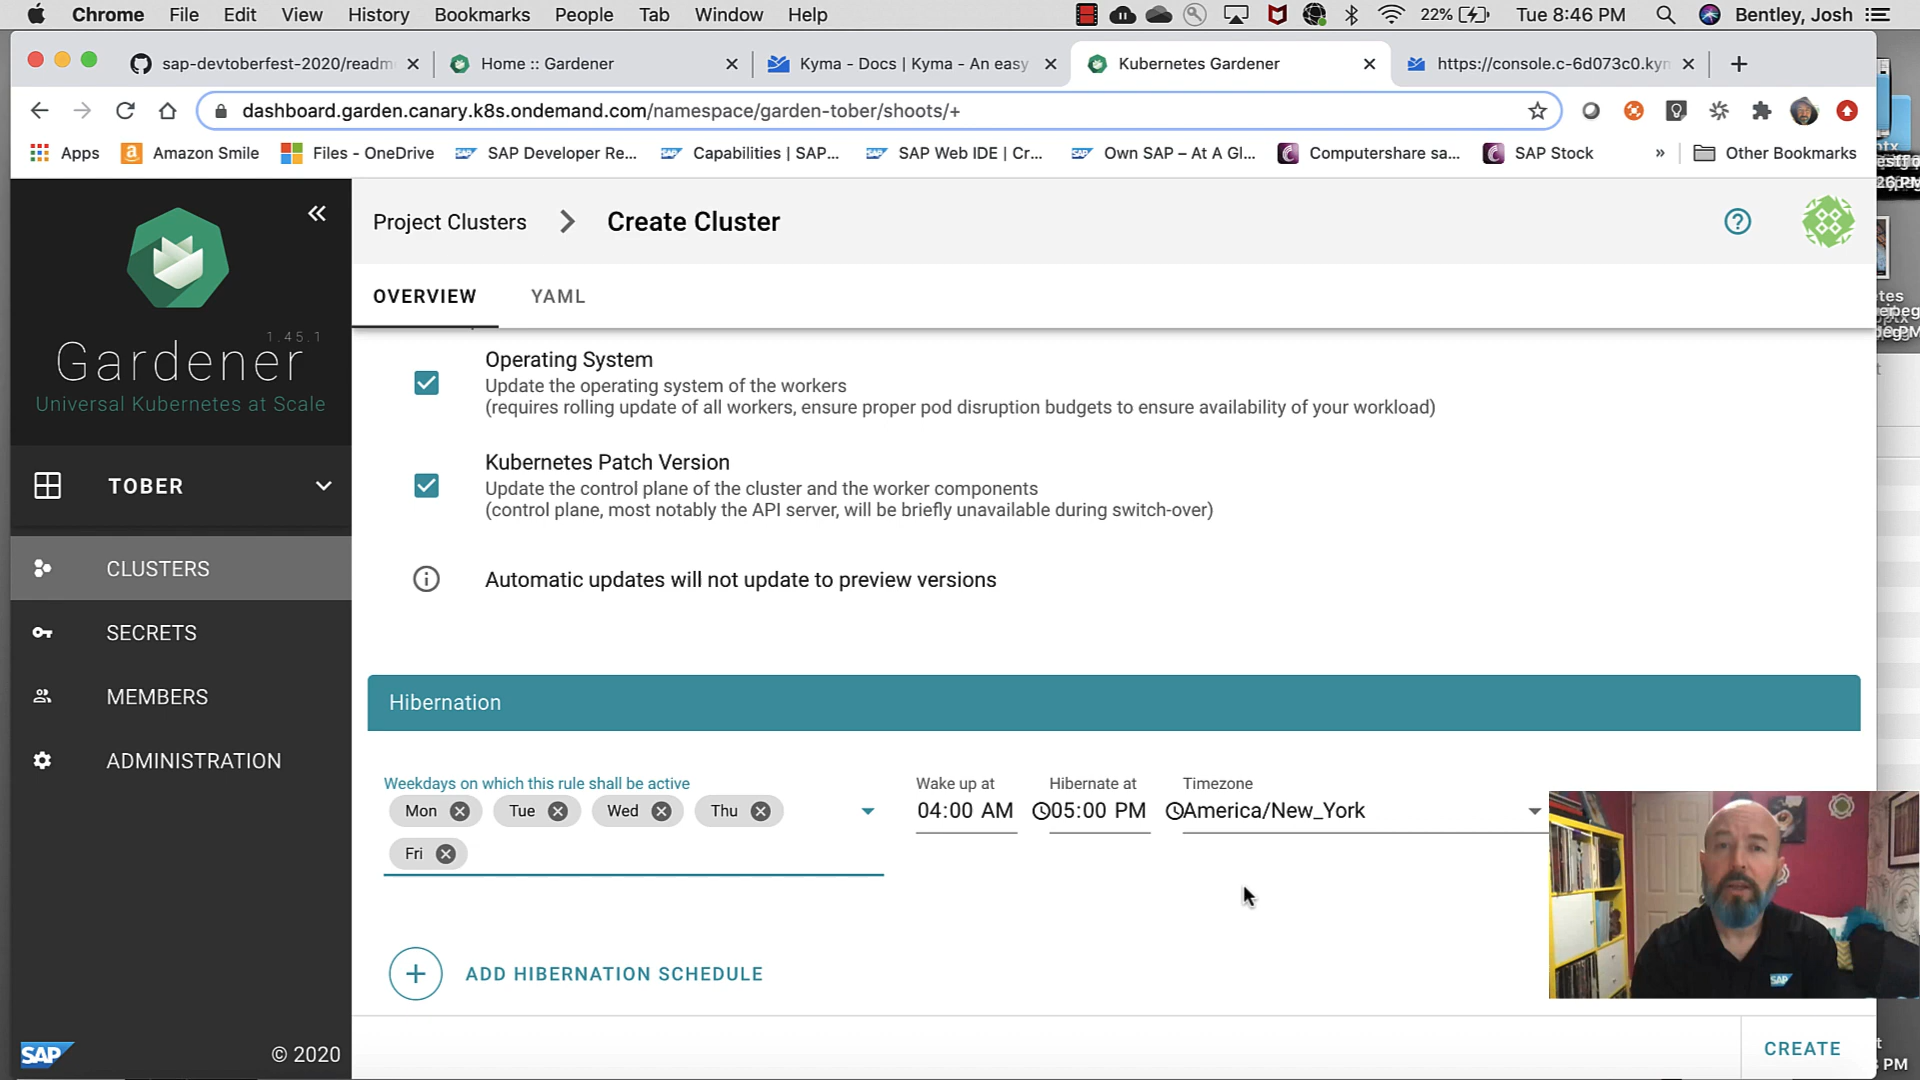 Chrome File Edit View History Bookmarks People Tab Window Help 22% Tue 8:46 PM Bentley, Josh
sap-devtoberfest-2020/readm Home :: Gardener Kyma - Docs | Kyma - An easy Kubernetes Gardener https://console.c-6d073c0.kyn
dashboard.garden.canary.k8s.ondemand.com/namespace/garden-tober/shoots/+
Apps Amazon Smile Files - OneDrive SAP Developer Re... Capabilities | SAP... SAP Web IDE | Cr... Own SAP – At A Gl... Computershare sa... SAP Stock » Other Bookmarks
Project Clusters Create Cluster
OVERVIEW YAML
1.45.1
Gardener
Universal Kubernetes at Scale
TOBER
CLUSTERS
SECRETS
MEMBERS
ADMINISTRATION
SAP © 2020
Operating System
Update the operating system of the workers
(requires rolling update of all workers, ensure proper pod disruption budgets to ensure availability of your workload)
Kubernetes Patch Version
Update the control plane of the cluster and the worker components
(control plane, most notably the API server, will be briefly unavailable during switch-over)
Automatic updates will not update to preview versions
Hibernation
Weekdays on which this rule shall be active Wake up at Hibernate at Timezone
Mon Tue Wed Thu 04:00 AM 05:00 PM America/New_York
Fri
ADD HIBERNATION SCHEDULE
SAP
CREATE
PM